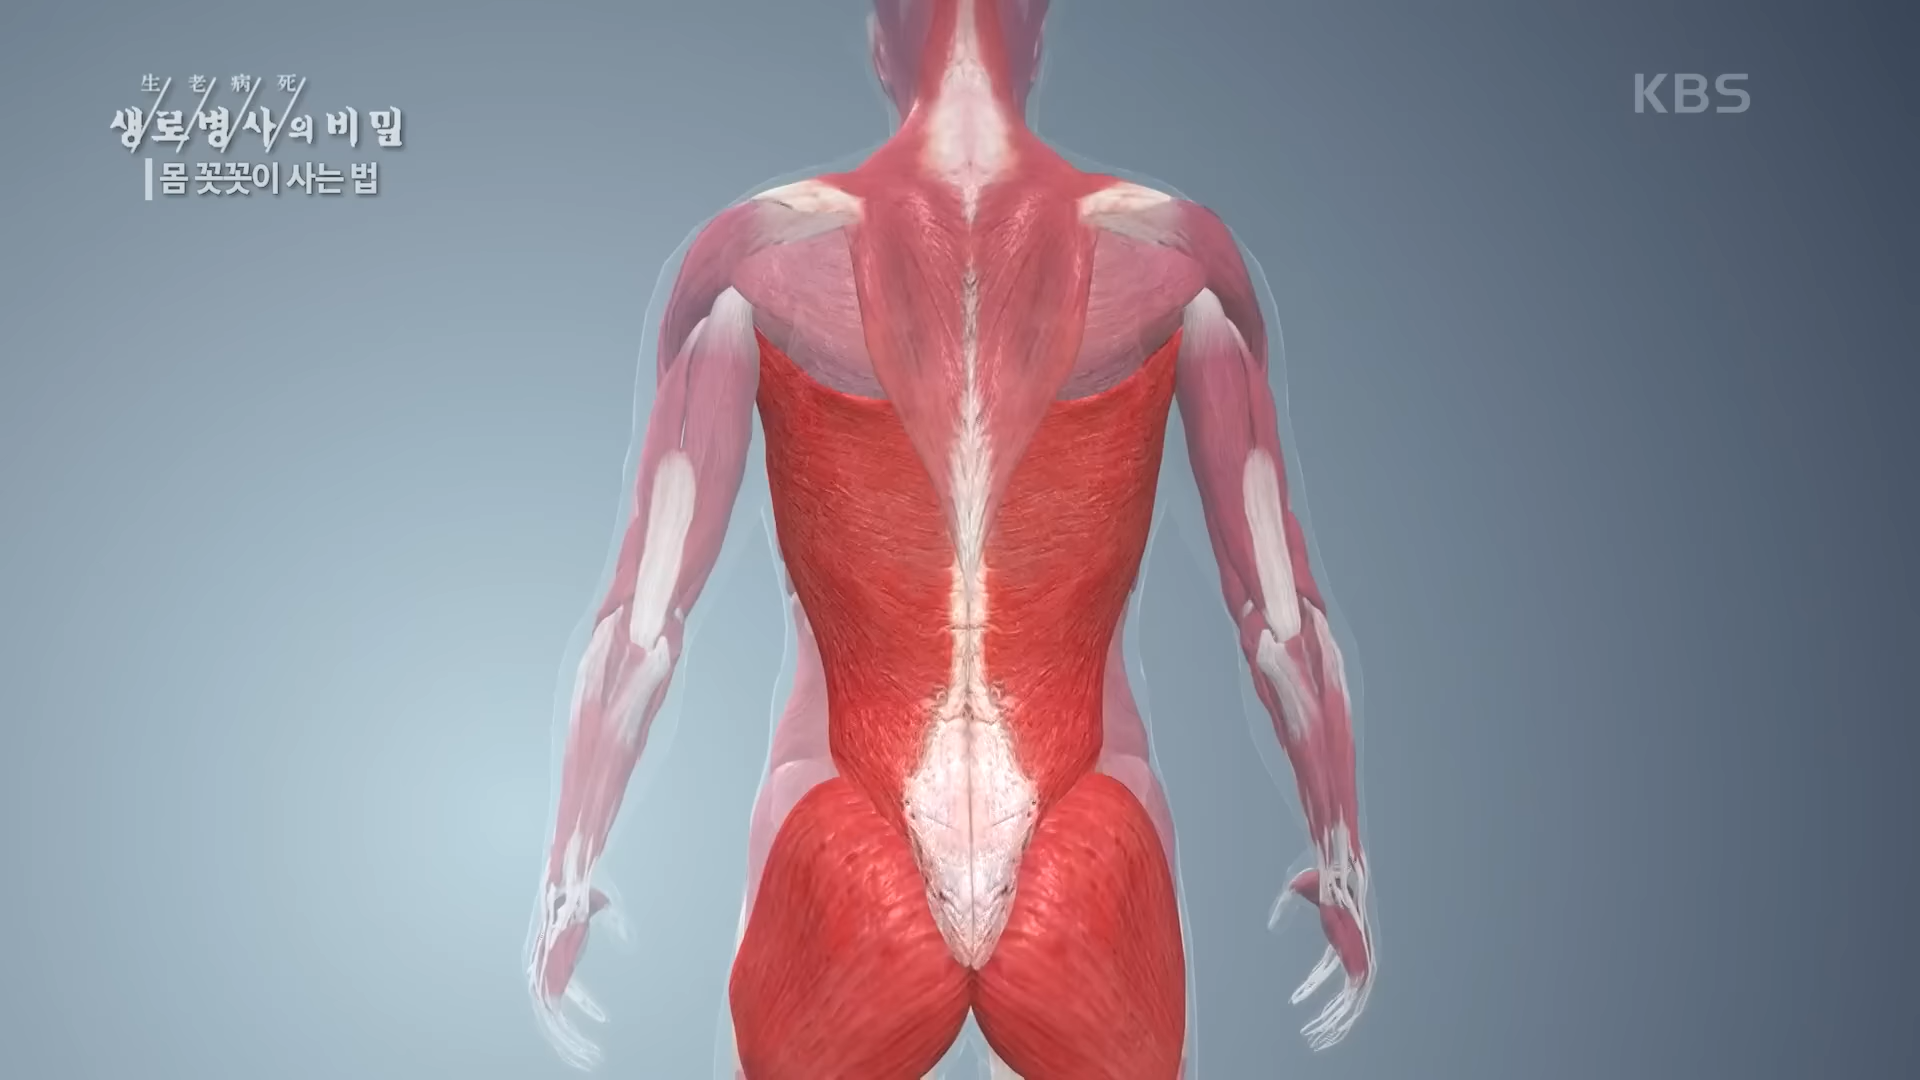 生 老 病 死
생로병사의 비밀
몸 꼿꼿이 사는 법
KBS